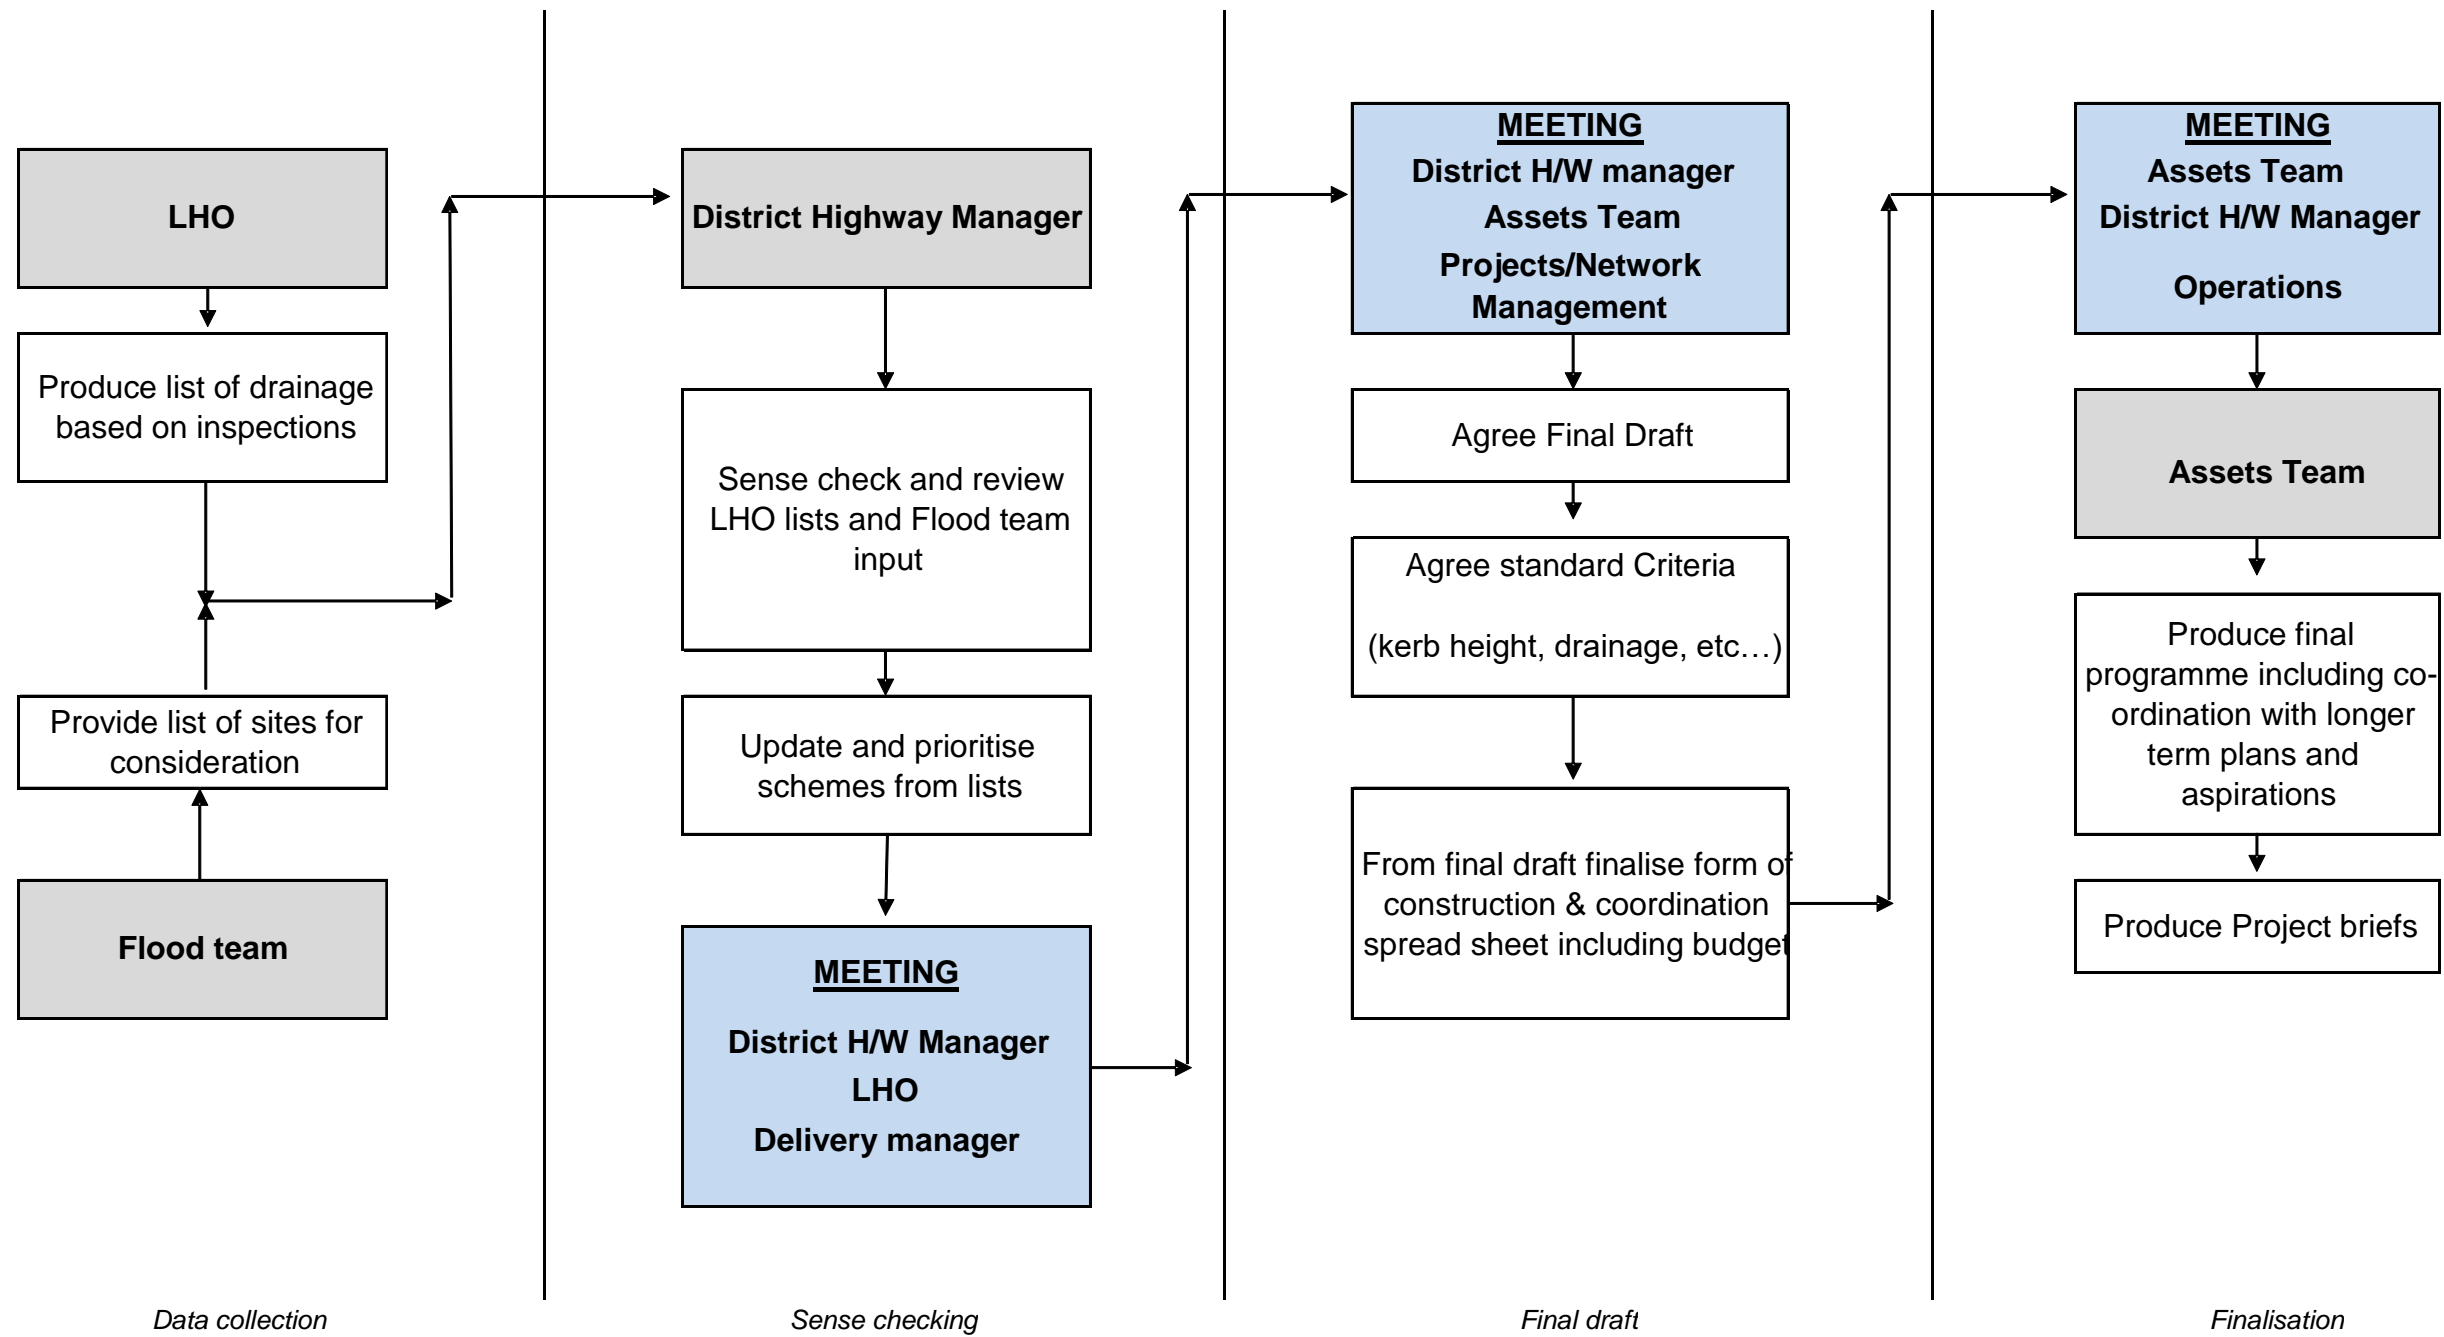 LHO
Produce list of drainage
based on inspections
Provide list of sites for
consideration
Flood team
Data collection
District Highway Manager
Sense check and review
LHO lists and Flood team
input
Update and prioritise
schemes from lists
MEETING
District H/W Manager
LHO
Delivery manager
Sense checking
MEETING
District H/W manager
Assets Team
Projects/Network
Management
Agree Final Draft
Agree standard Criteria
(kerb height, drainage, etc…)
From final draft finalise form of
construction & coordination
spread sheet including budget
Final draft
MEETING
Assets Team
District H/W Manager
Operations
Assets Team
Produce final
programme including co-
ordination with longer
term plans and
aspirations
Produce Project briefs
Finalisation